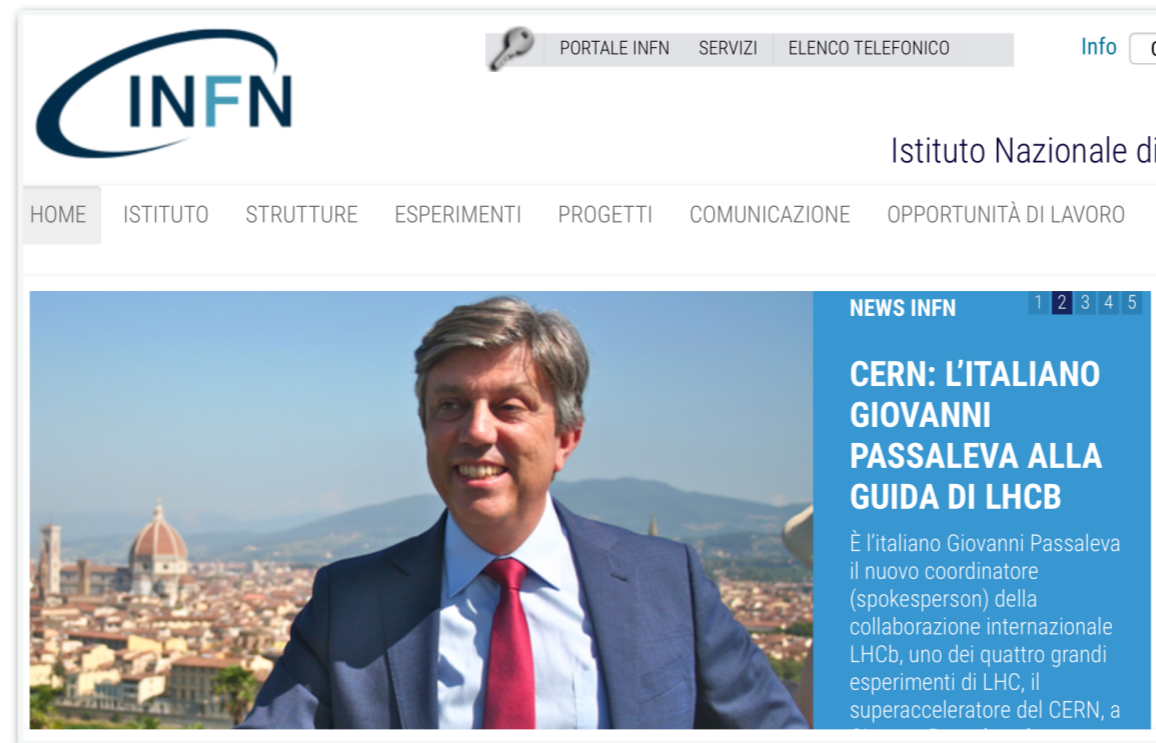 INFN
PORTALE INFN SERVIZI ELENCO TELEFONICO
Info
Istituto Nazionale di
HOME ISTITUTO STRUTTURE ESPERIMENTI PROGETTI COMUNICAZIONE OPPORTUNITÀ DI LAVORO
NEWS INFN 1 2 3 4 5
CERN: L'ITALIANO
GIOVANNI
PASSALEVA ALLA
GUIDA DI LHCB
È l'italiano Giovanni Passaleva
il nuovo coordinatore
(spokesperson) della
collaborazione internazionale
LHCb, uno dei quattro grandi
esperimenti di LHC, il
superacceleratore del CERN, a